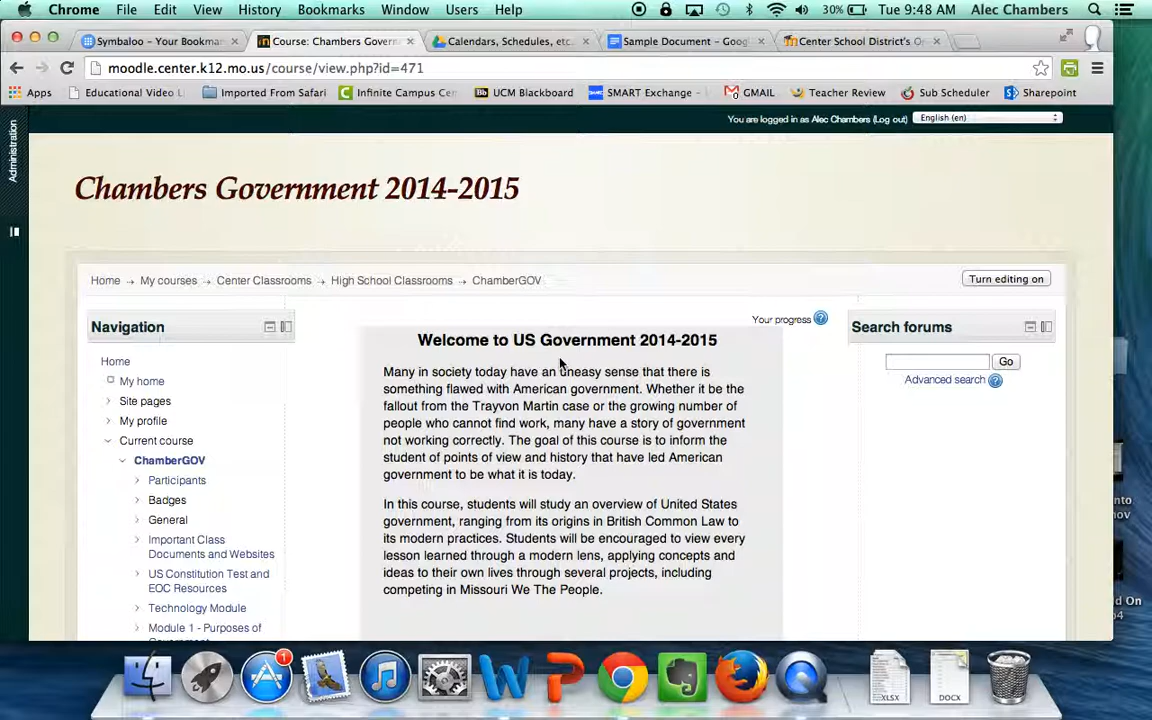 Chrome File Edit View History Bookmarks Window Users Help 30% Tue 9:48 AM Alec Chambers
Symbaloo - Your Bookmar Course: Chambers Govern Calendars, Schedules, etc. Sample Document - Goog Center School District's O
moodle.center.k12.mo.us/course/view.php?id=471
Apps Educational Video L Imported From Safari Infinite Campus Cen Bb UCM Blackboard SMART Exchange - GMAIL Teacher Review Sub Scheduler Sharepoint
You are logged in as Alec Chambers (Log out) English (en)
Administration
Chambers Government 2014-2015
Home → My courses → Center Classrooms → High School Classrooms → ChamberGOV Turn editing on
Your progress
Navigation
Home
My home
Site pages
My profile
Current course
ChamberGOV
Participants
Badges
General
Important Class
Documents and Websites
US Constitution Test and
EOC Resources
Technology Module
Module 1 - Purposes of
Government
Welcome to US Government 2014-2015
Many in society today have an uneasy sense that there is
something flawed with American government. Whether it be the
fallout from the Trayvon Martin case or the growing number of
people who cannot find work, many have a story of government
not working correctly. The goal of this course is to inform the
student of points of view and history that have led American
government to be what it is today.
In this course, students will study an overview of United States
government, ranging from its origins in British Common Law to
its modern practices. Students will be encouraged to view every
lesson learned through a modern lens, applying concepts and
ideas to their own lives through several projects, including
competing in Missouri We The People.
Search forums
Go
Advanced search
nto
nov
d On
64
1
XLSX
DOCX